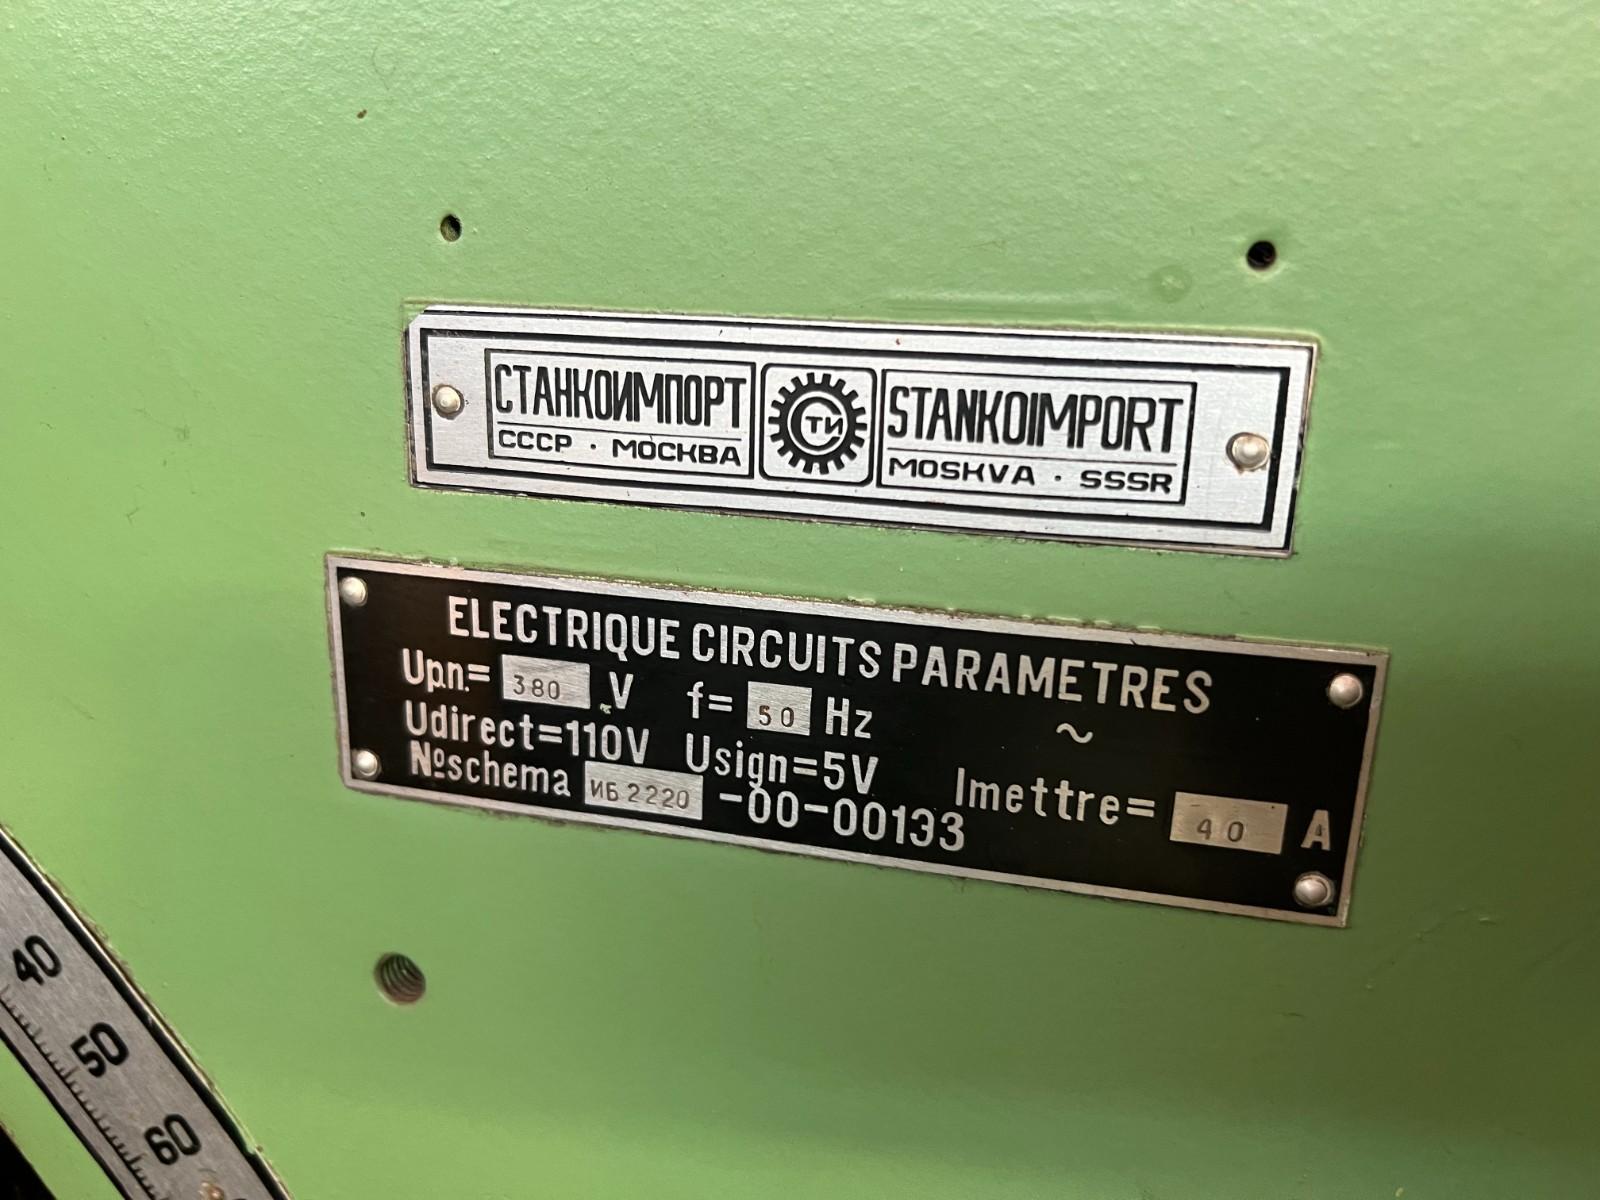 СТАНКОИМПОРТ
СССР · МОСКВА
СТИ
STANKOIMPORT
MOSKVA · SSSR
ELECTRIQUE CIRCUITS PARAMETRES
Up.n.= 380 V f= 50 Hz ~
Udirect=110V Usign=5V Imettre= 40 A
№schema ИБ 2220 -00-00133
40
50
60